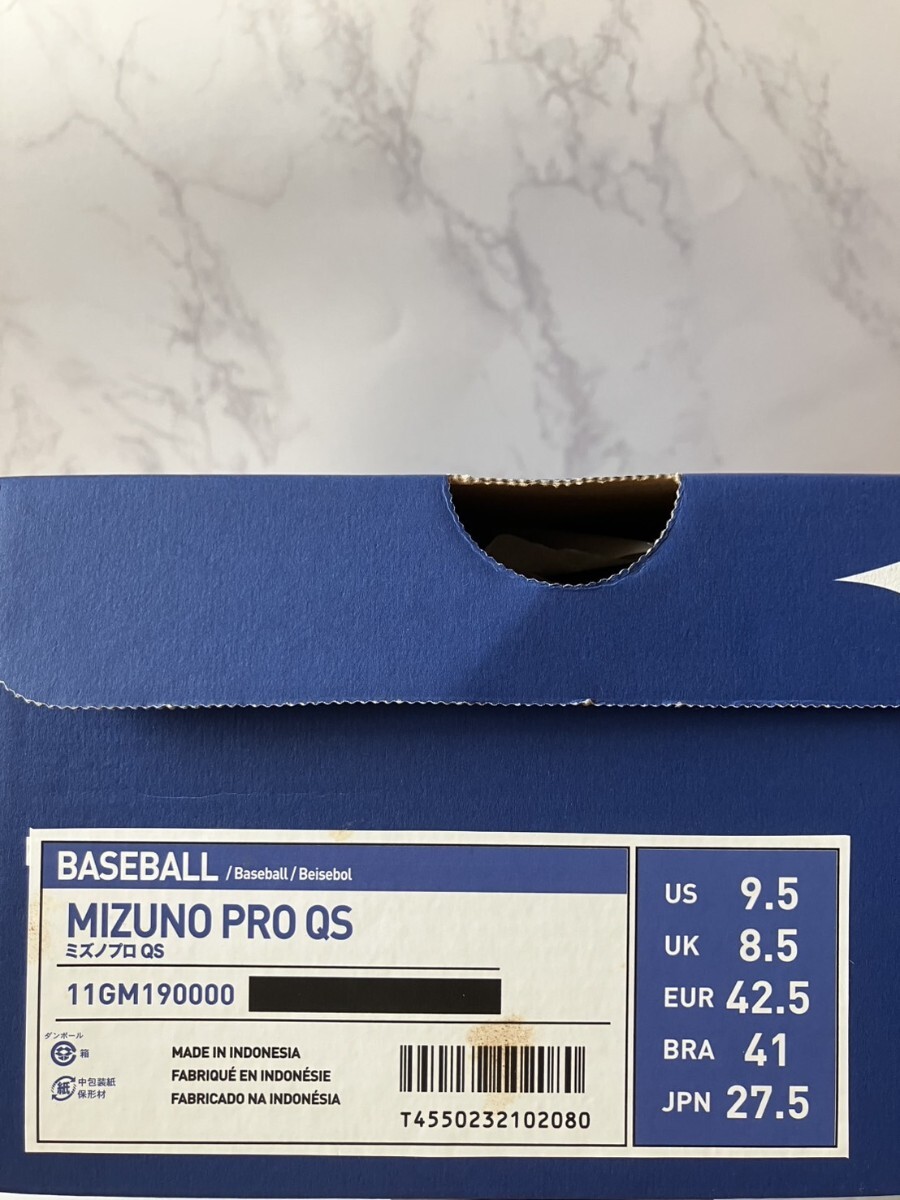 BASEBALL / Baseball / Beisebol
MIZUNO PRO QS
ミズノプロ QS
11GM190000
ダンボール
箱
紙
中包装紙
保形材
MADE IN INDONESIA
FABRIQUÉ EN INDONÉSIE
FABRICADO NA INDONÉSIA
T4550232102080
US 9.5
UK 8.5
EUR 42.5
BRA 41
JPN 27.5